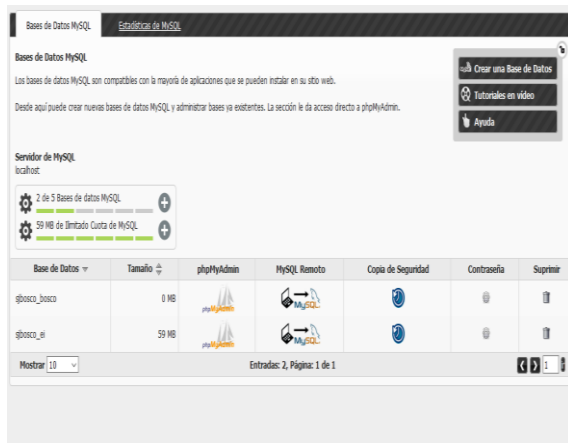 Bases de Datos MySQL
Estadísticas de MySQL
Bases de Datos MySQL
Los bases de datos MySQL son compatibles con la mayoría de aplicaciones que se pueden instalar en su sitio web.
Desde aquí puede crear nuevas bases de datos MySQL y administrar bases ya existentes. La sección le da acceso directo a phpMyAdmin.
Crear una Base de Datos
Tutoriales en vídeo
Ayuda
Servidor de MySQL
localhost
2 de 5 Bases de datos MySQL
59 MB de Ilimitado Cuota de MySQL
Base de Datos Tamaño phpMyAdmin MySQL Remoto Copia de Seguridad Contraseña Suprimir
0 MB phpMyAdmin MySQL
59 MB phpMyAdmin MySQL
Mostrar 10 Entradas: 2, Página: 1 de 1 1